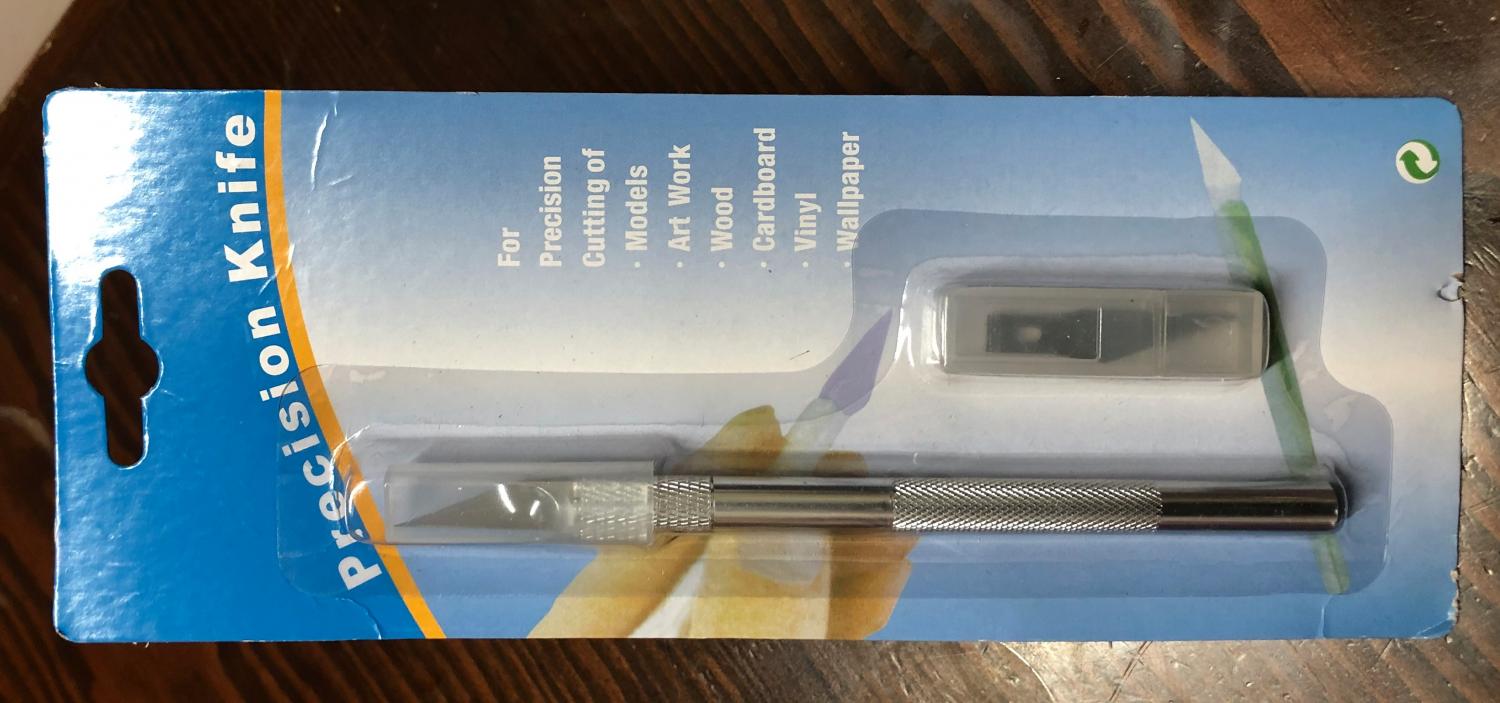 Precision Knife
For
Precision
Cutting of
· Models
· Art Work
· Wood
· Cardboard
· Vinyl
· Wallpaper